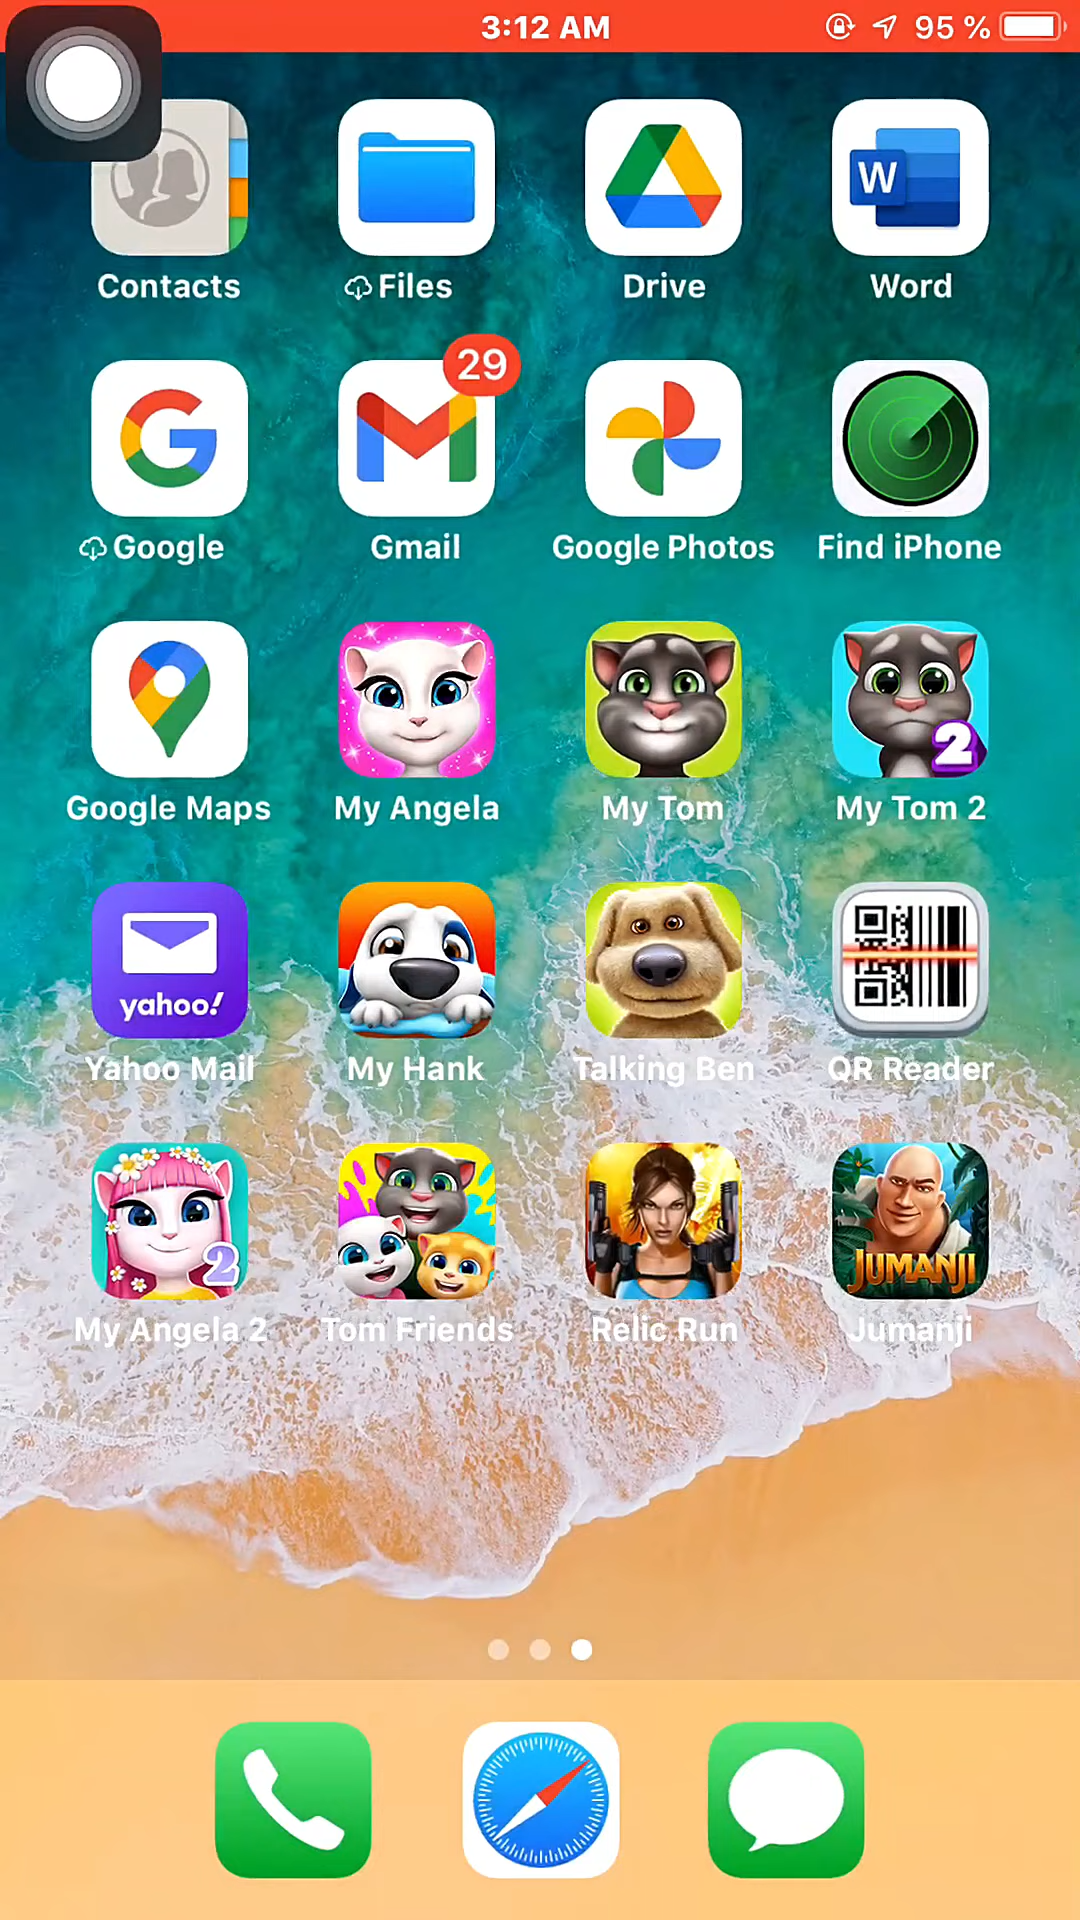 3:12 AM 95 %
Contacts Files Drive Word
W
29
Google Gmail Google Photos Find iPhone
2
Google Maps My Angela My Tom My Tom 2
yahoo!
Yahoo Mail My Hank Talking Ben QR Reader
2
JUMANJI
My Angela 2 Tom Friends Relic Run Jumanji